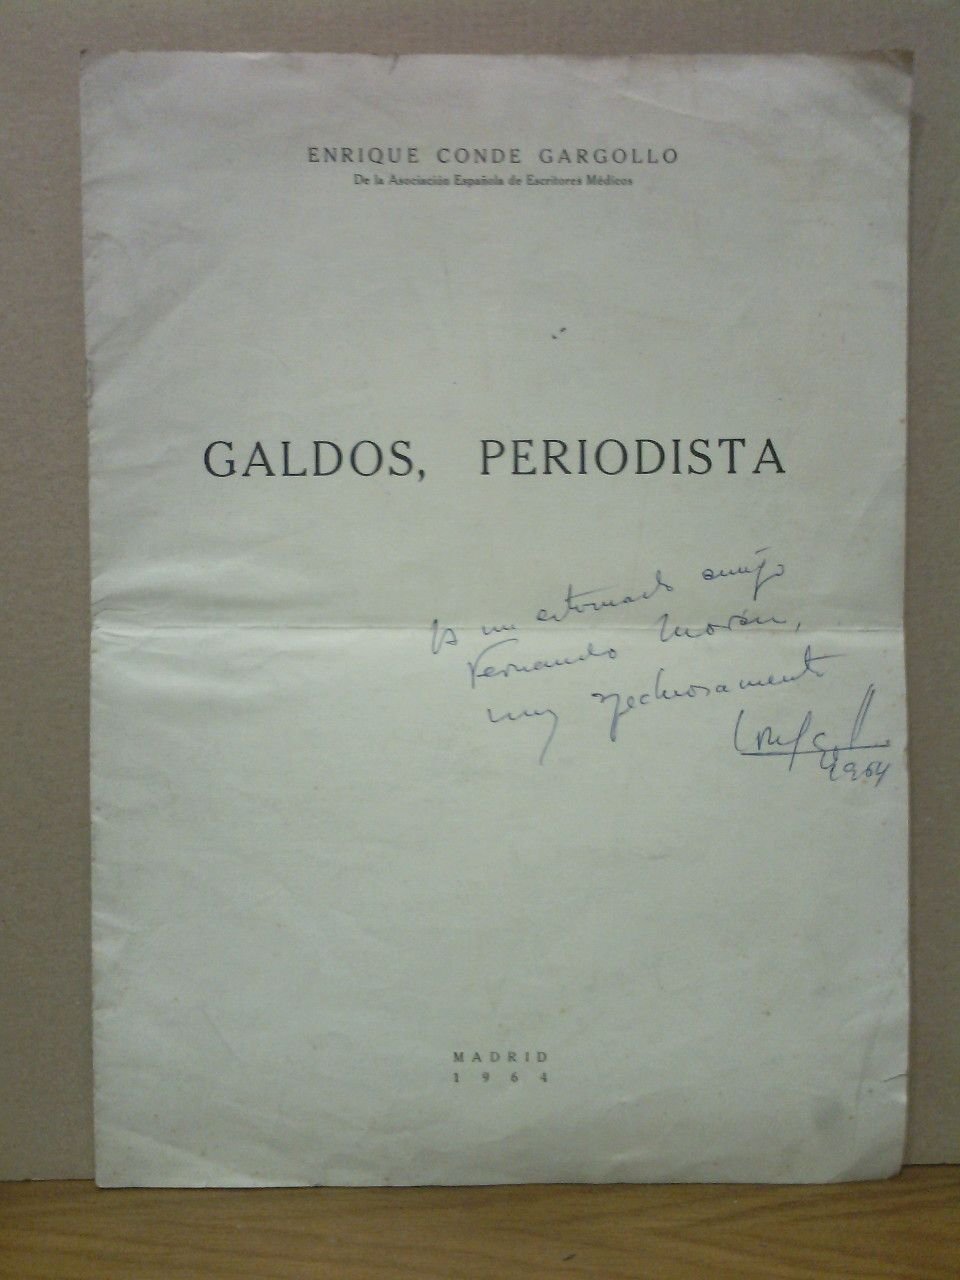 ENRIQUE CONDE GARGOLLO
De la Asociación Española de Escritores Médicos
GALDOS, PERIODISTA
A mi estimado amigo
Fernando Morán,
muy afectuosamente
1964
MADRID
1964